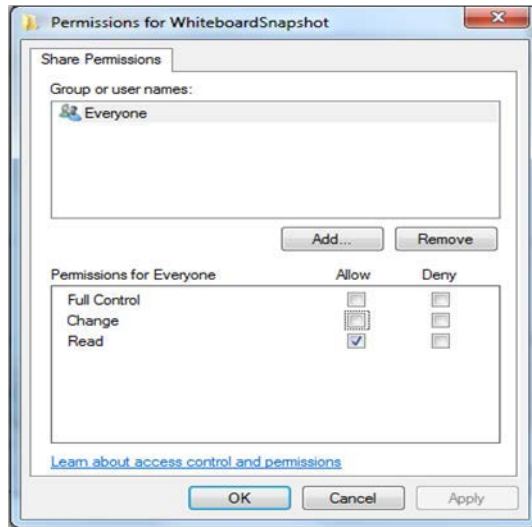 Permissions for WhiteboardSnapshot
Share Permissions
Group or user names:
Everyone
Add... Remove
Permissions for Everyone Allow Deny
Full Control
Change
Read
Learn about access control and permissions
OK Cancel Apply